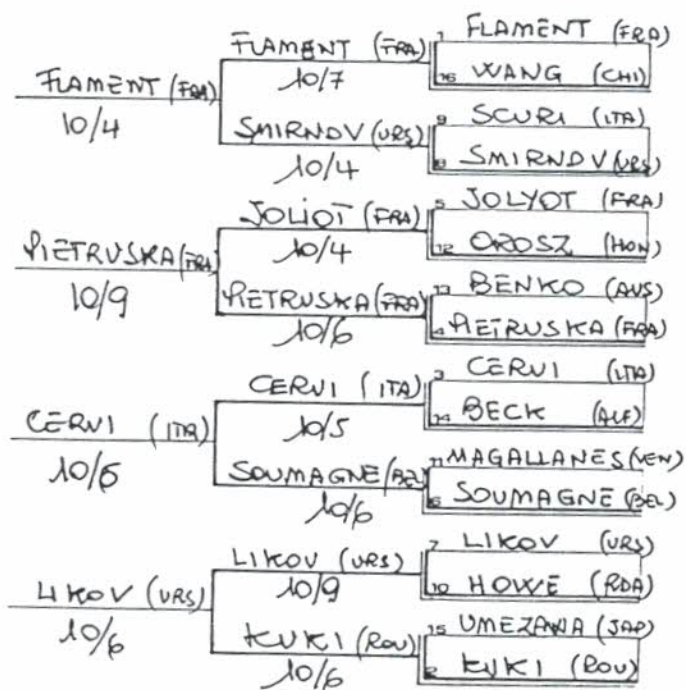 1 FLAMENT (FRA)
FLAMENT (FRA)
10/7
16 WANG (CHI)
FLAMENT (FRA)
10/4
9 SCURI (ITA)
SMIRNOV (URS)
10/4
8 SMIRNOV (URS)
5 JOLYOT (FRA)
JOLIOT (FRA)
10/4
12 OROSZ (HON)
PIETRUSKA (FRA)
10/9
13 BENKO (AUS)
PIETRUSKA (FRA)
10/6
4 PIETRUSKA (FRA)
3 CERVI (ITA)
CERVI (ITA)
10/5
14 BECK (ALF)
CERVI (ITA)
11 MAGALLANES (VEN)
SOUMAGNE (BEL)
10/6
6 SOUMAGNE (BEL)
7 LIKOV (URS)
LIKOV (URS)
10/9
10 HOWE (RDA)
LIKOV (URS)
10/6
15 UMEZAWA (JAP)
KUKI (ROU)
10/6
2 KUKI (ROU)